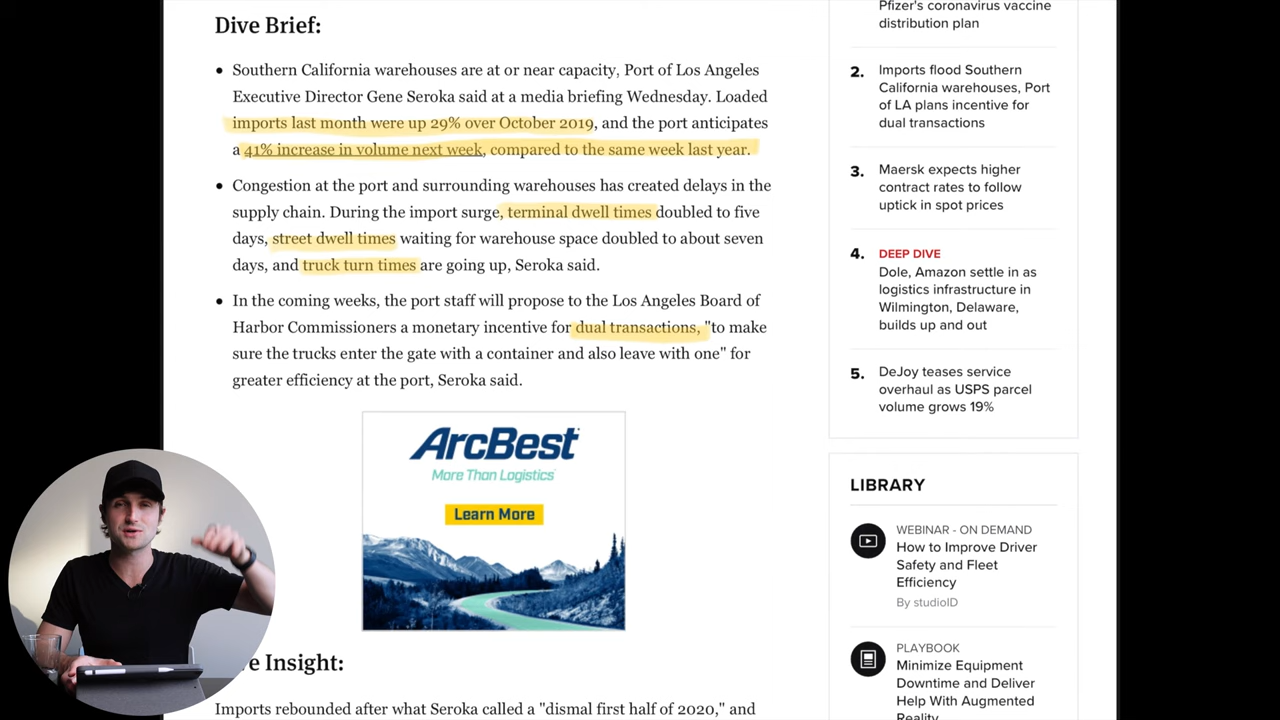 Dive Brief:
Southern California warehouses are at or near capacity, Port of Los Angeles
Executive Director Gene Seroka said at a media briefing Wednesday. Loaded
imports last month were up 29% over October 2019, and the port anticipates
a 41% increase in volume next week, compared to the same week last year.
Congestion at the port and surrounding warehouses has created delays in the
supply chain. During the import surge, terminal dwell times doubled to five
days, street dwell times waiting for warehouse space doubled to about seven
days, and truck turn times are going up, Seroka said.
In the coming weeks, the port staff will propose to the Los Angeles Board of
Harbor Commissioners a monetary incentive for dual transactions, "to make
sure the trucks enter the gate with a container and also leave with one" for
greater efficiency at the port, Seroka said.
ArcBest
More Than Logistics
Learn More
e Insight:
Imports rebounded after what Seroka called a "dismal first half of 2020," and
Pfizer's coronavirus vaccine
distribution plan
2. Imports flood Southern
California warehouses, Port
of LA plans incentive for
dual transactions
3. Maersk expects higher
contract rates to follow
uptick in spot prices
4. DEEP DIVE
Dole, Amazon settle in as
logistics infrastructure in
Wilmington, Delaware,
builds up and out
5. DeJoy teases service
overhaul as USPS parcel
volume grows 19%
LIBRARY
WEBINAR - ON DEMAND
How to Improve Driver
Safety and Fleet
Efficiency
By studioID
PLAYBOOK
Minimize Equipment
Downtime and Deliver
Help With Augmented
Reality